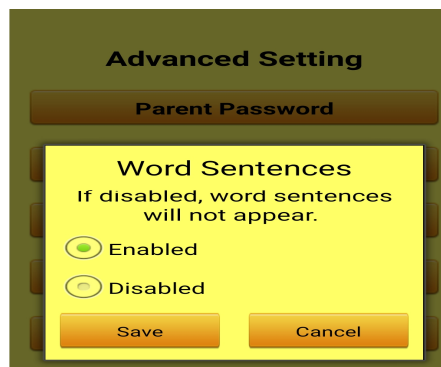 Advanced Setting
Parent Password
Word Sentences
If disabled, word sentences
will not appear.
Enabled
Disabled
Save
Cancel